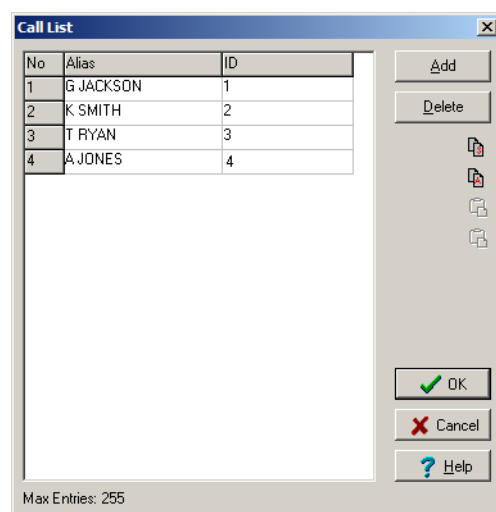 Call List
No Alias ID
1 G JACKSON 1
2 K SMITH 2
3 T RYAN 3
4 A JONES 4
Add
Delete
OK
Cancel
Help
Max Entries: 255